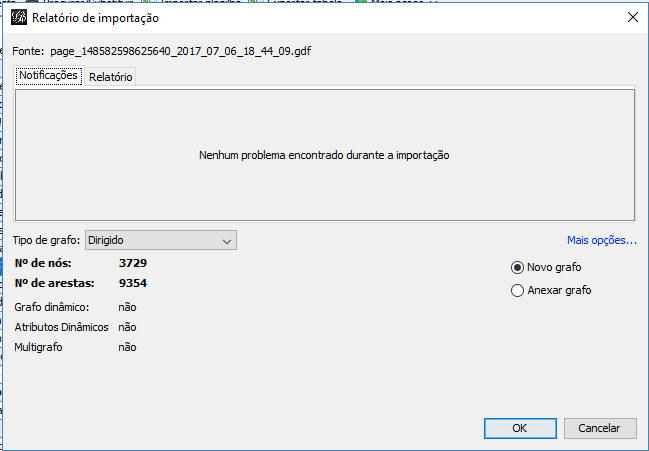 Relatório de importação
Fonte: page_148582598625640_2017_07_06_18_44_09.gdf
Notificações Relatório
Nenhum problema encontrado durante a importação
Tipo de grafo: Dirigido Mais opções...
Nº de nós: 3729
Nº de arestas: 9354
Novo grafo
Anexar grafo
Grafo dinâmico: não
Atributos Dinâmicos não
Multigrafo não
OK Cancelar